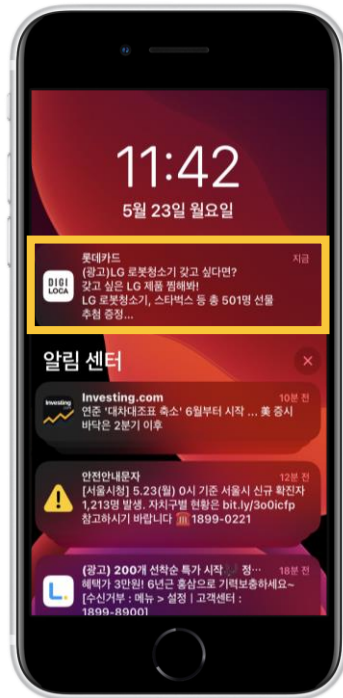 11:42
5월 23일 월요일
롯데카드 지금
DIGI
LOCA
(광고)LG 로봇청소기 갖고 싶다면?
갖고 싶은 LG 제품 찜해봐!
LG 로봇청소기, 스타벅스 등 총 501명 선물
추첨 증정...
알림 센터
Investing.com 10분 전
Investing
연준 '대차대조표 축소' 6월부터 시작 ... 美 증시
바닥은 2분기 이후
안전안내문자 12분 전
[서울시청] 5.23(월) 0시 기준 서울시 신규 확진자
1,213명 발생. 자치구별 현황은 bit.ly/3o0icfp
참고하시기 바랍니다 ☎ 1899-0221
(광고) 200개 선착순 특가 시작 정… 18분 전
L.
혜택가 3만원! 6년근 홍삼으로 기력보충하세요~
[수신거부 : 메뉴 > 설정 | 고객센터 :
1899-8900]